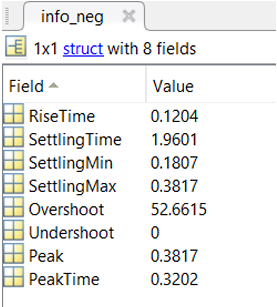 info_neg
1x1 struct with 8 fields
Field Value
RiseTime 0.1204
SettlingTime 1.9601
SettlingMin 0.1807
SettlingMax 0.3817
Overshoot 52.6615
Undershoot 0
Peak 0.3817
PeakTime 0.3202